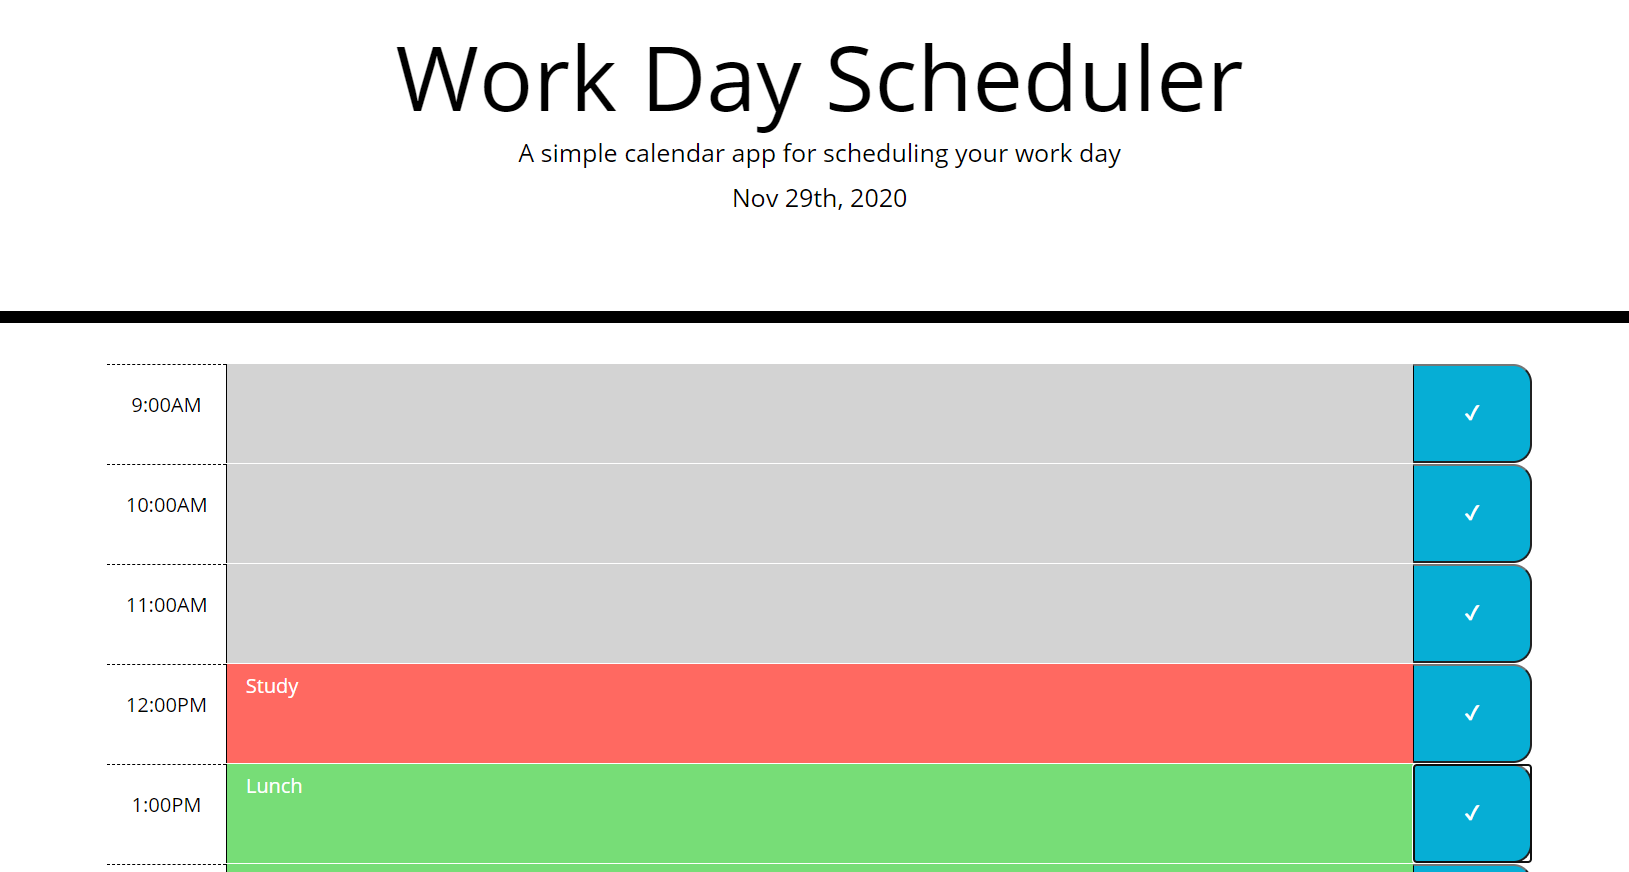 Work Day Scheduler
A simple calendar app for scheduling your work day
Nov 29th, 2020
9:00AM
✓
10:00AM
✓
11:00AM
✓
12:00PM
Study
✓
1:00PM
Lunch
✓